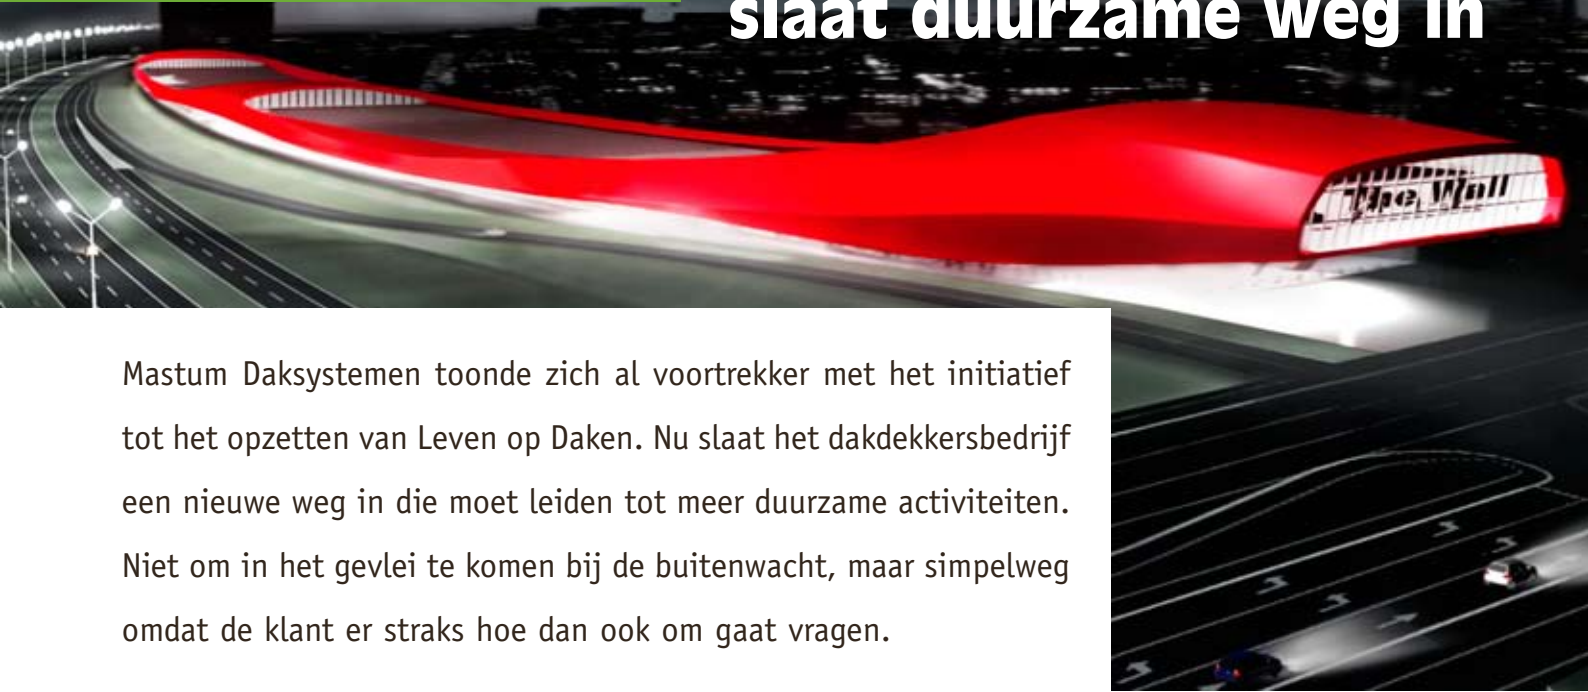 slaat duurzame weg in
The Wall
Mastum Daksystemen toonde zich al voortrekker met het initiatief
tot het opzetten van Leven op Daken. Nu slaat het dakdekkersbedrijf
een nieuwe weg in die moet leiden tot meer duurzame activiteiten.
Niet om in het gevlei te komen bij de buitenwacht, maar simpelweg
omdat de klant er straks hoe dan ook om gaat vragen.